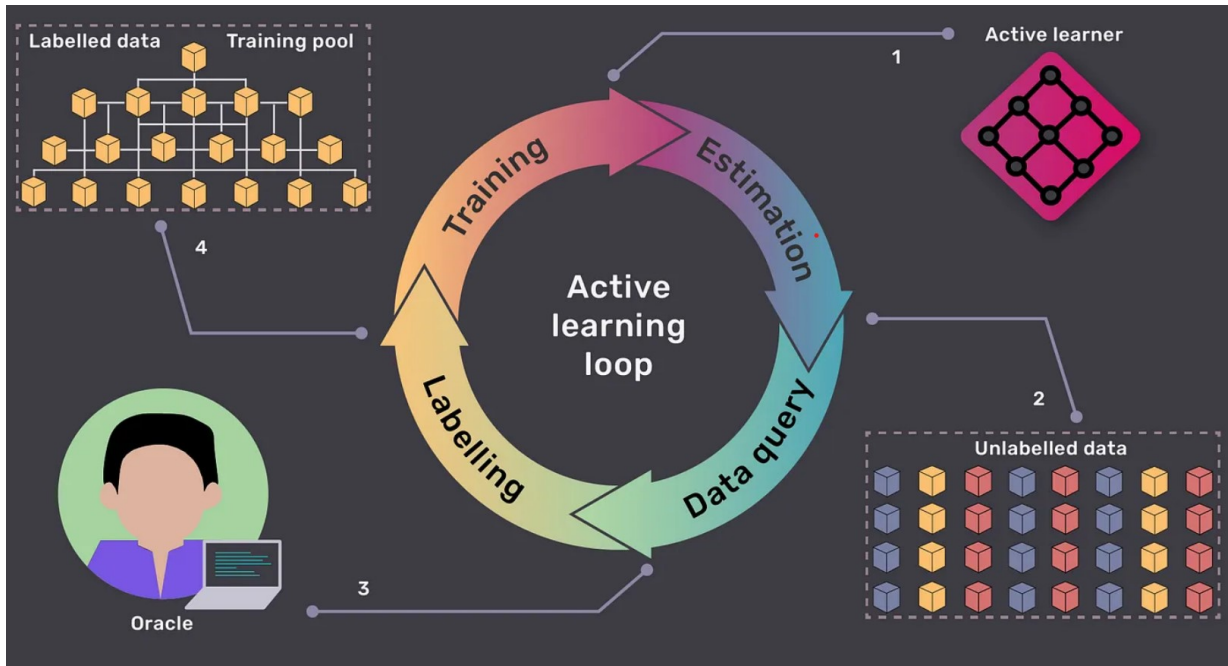 Labelled data
Training pool
1
Active learner
Training
Estimation
4
Active
learning
loop
2
Unlabelled data
Labelling
Data query
3
Oracle